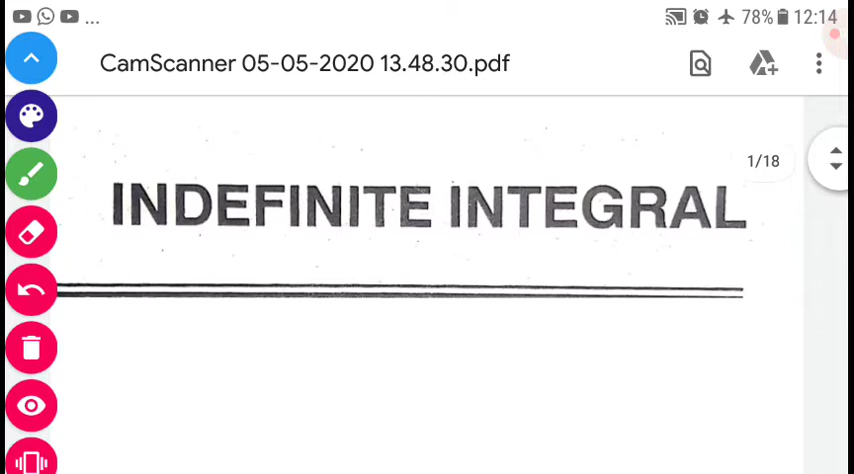 ... 78% 12:14
CamScanner 05-05-2020 13.48.30.pdf
1/18
INDEFINITE INTEGRAL